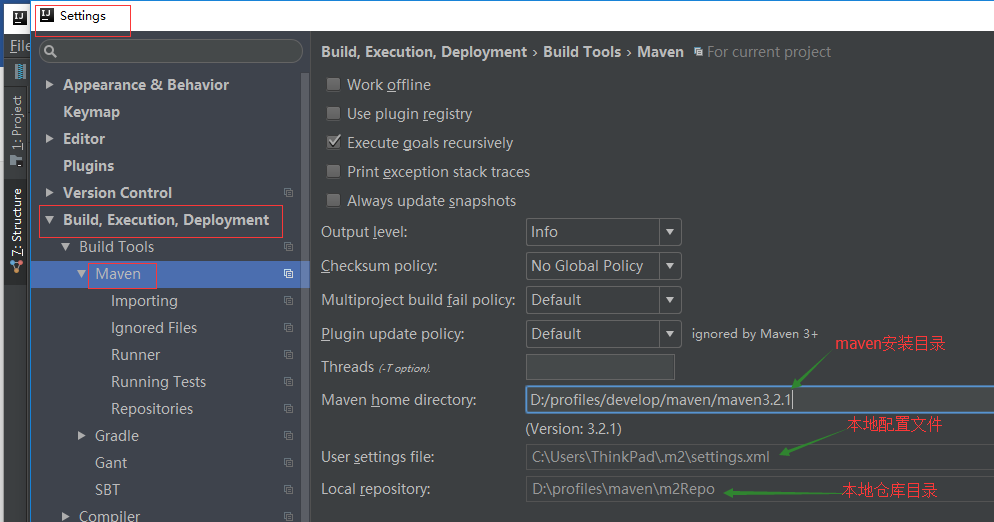 Settings
File
1: Project
7: Structure
Appearance & Behavior
Keymap
Editor
Plugins
Version Control
Build, Execution, Deployment
Build Tools
Maven
Importing
Ignored Files
Runner
Running Tests
Repositories
Gradle
Gant
SBT
Compiler
Build, Execution, Deployment › Build Tools › Maven For current project
Work offline
Use plugin registry
Execute goals recursively
Print exception stack traces
Always update snapshots
Output level: Info
Checksum policy: No Global Policy
Multiproject build fail policy: Default
Plugin update policy: Default ignored by Maven 3+
Threads (-T option).
maven安装目录
Maven home directory: D:/profiles/develop/maven/maven3.2.1
(Version: 3.2.1)
本地配置文件
User settings file: C:\Users\ThinkPad\.m2\settings.xml
Local repository: D:\profiles\maven\m2Repo 本地仓库目录